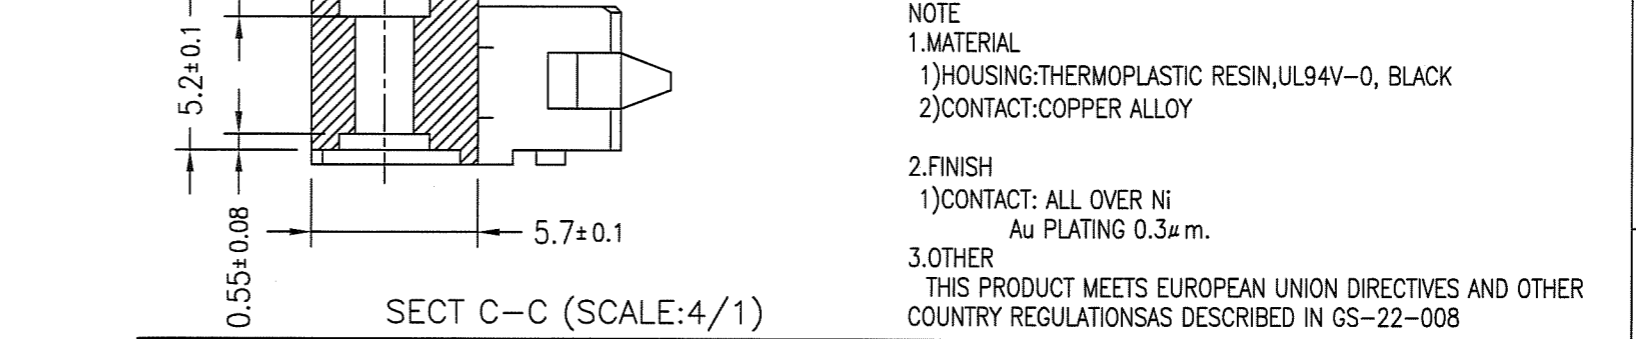 5.2±0.1
0.55±0.08
5.7±0.1
SECT C-C (SCALE:4/1)
NOTE
1.MATERIAL
1)HOUSING:THERMOPLASTIC RESIN,UL94V-0, BLACK
2)CONTACT:COPPER ALLOY
2.FINISH
1)CONTACT: ALL OVER Ni
Au PLATING 0.3μm.
3.OTHER
THIS PRODUCT MEETS EUROPEAN UNION DIRECTIVES AND OTHER
COUNTRY REGULATIONSAS DESCRIBED IN GS-22-008